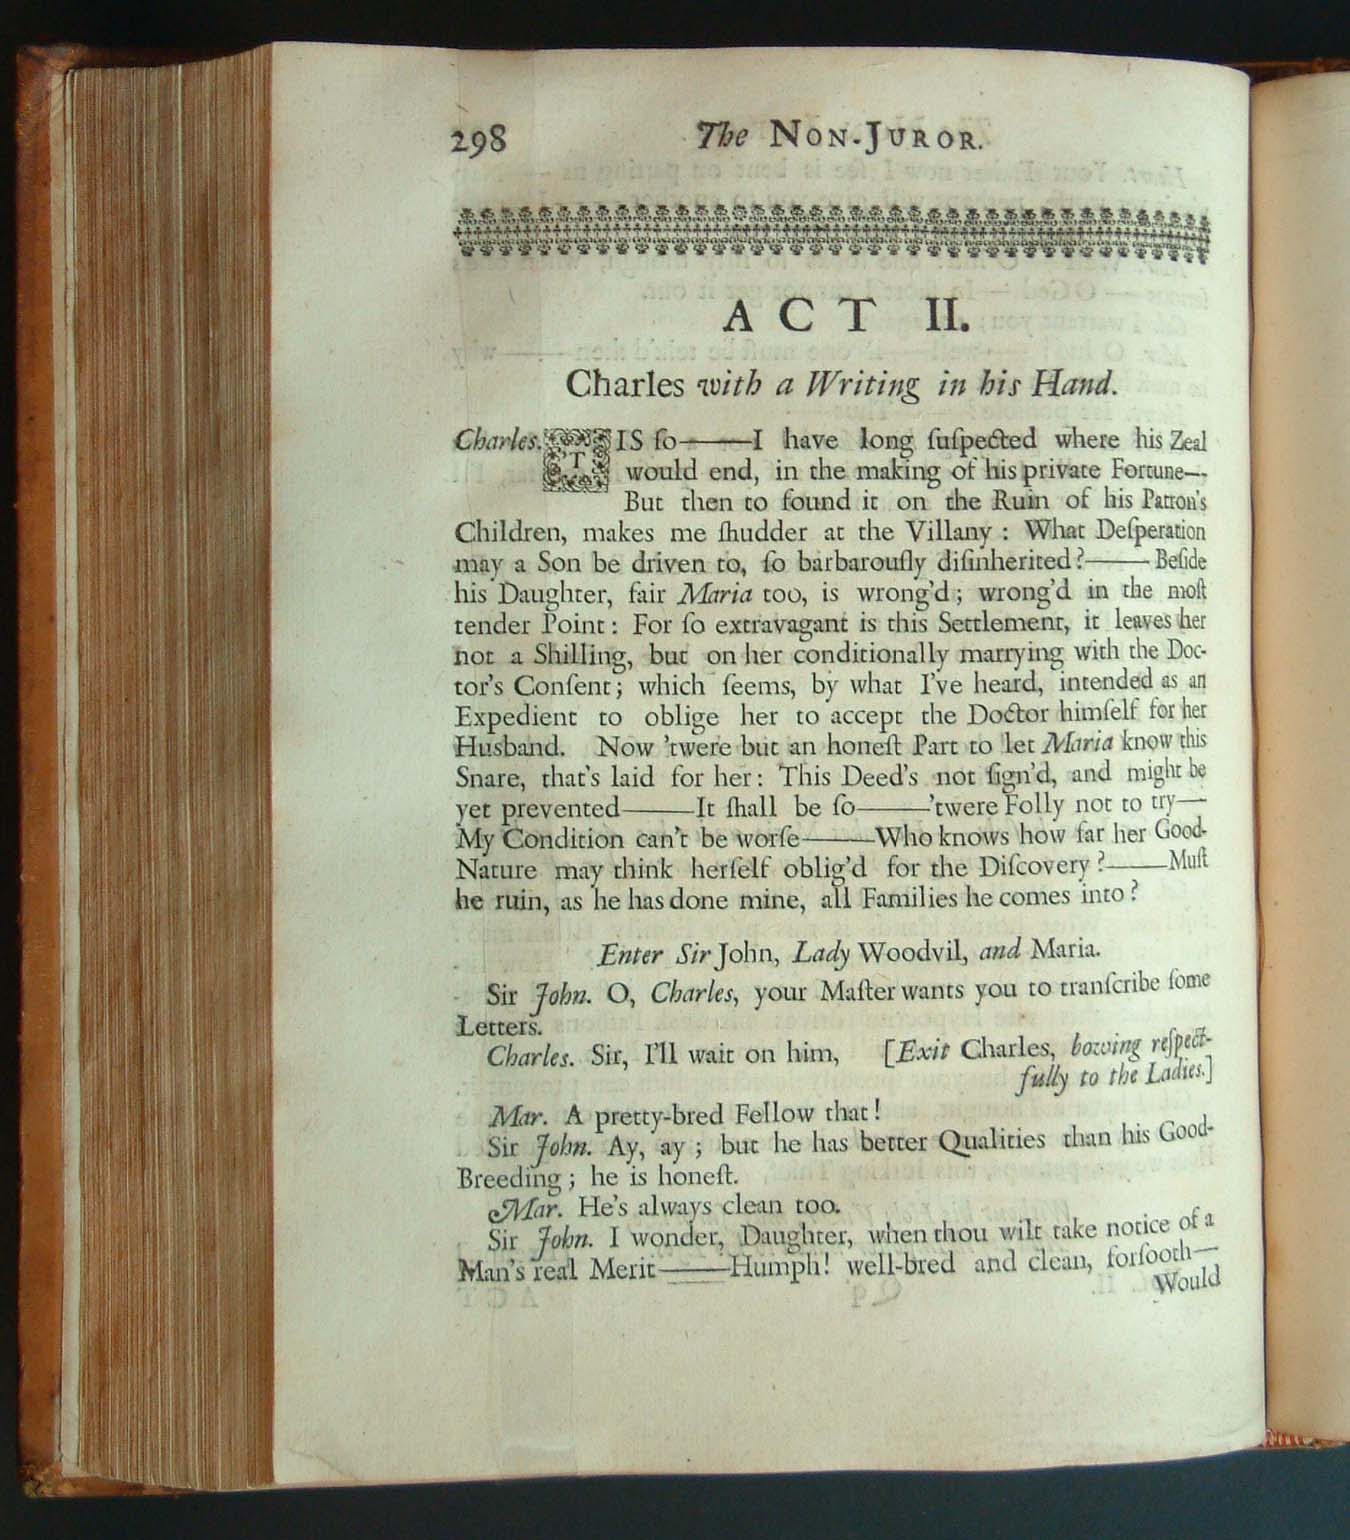 298 The NON-JUROR.
ACT II.
Charles with a Writing in his Hand.
Charles. TIS ſo——I have long ſuſpected where his Zeal
would end, in the making of his private Fortune—
But then to found it on the Ruin of his Patron's
Children, makes me ſhudder at the Villany : What Deſperation
may a Son be driven to, ſo barbarouſly diſinherited?——Beſide
his Daughter, fair Maria too, is wrong'd ; wrong'd in the moſt
tender Point : For ſo extravagant is this Settlement, it leaves her
not a Shilling, but on her conditionally marrying with the Doc-
tor's Conſent ; which ſeems, by what I've heard, intended as an
Expedient to oblige her to accept the Doctor himſelf for her
Husband. Now 'twere but an honeſt Part to let Maria know this
Snare, that's laid for her : This Deed's not ſign'd, and might be
yet prevented——It ſhall be ſo——'twere Folly not to try—
My Condition can't be worſe——Who knows how far her Good-
Nature may think herſelf oblig'd for the Diſcovery ?——Muſt
he ruin, as he has done mine, all Families he comes into ?
Enter Sir John, Lady Woodvil, and Maria.
Sir John. O, Charles, your Maſter wants you to tranſcribe ſome
Letters.
Charles. Sir, I'll wait on him, [Exit Charles, bowing reſpect-
fully to the Ladies.]
Mar. A pretty-bred Fellow that !
Sir John. Ay, ay ; but he has better Qualities than his Good-
Breeding ; he is honeſt.
Mar. He's always clean too.
Sir John. I wonder, Daughter, when thou wilt take notice of a
Man's real Merit——Humph! well-bred and clean, forſooth—
Would